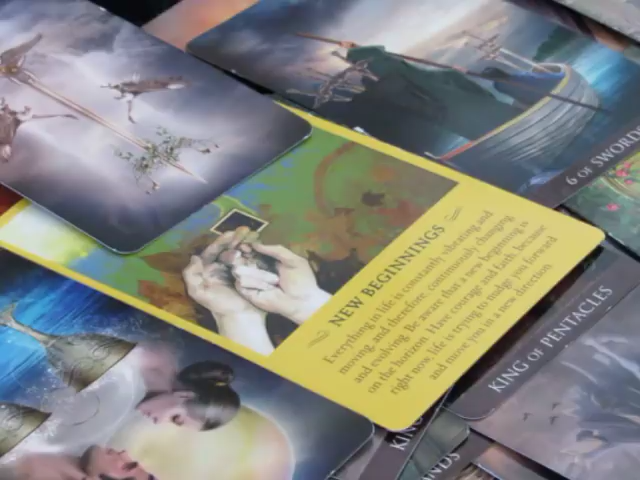 6 OF SWORD
NEW BEGINNINGS
Everything in life is constantly vibrating and
moving, and therefore, continuously changing
and evolving. Be aware that a new beginning is
on the horizon. Have courage and faith, because
right now life is trying to nudge you forward
and move you in a new direction.
KING OF PENTACLES
KING
NDS